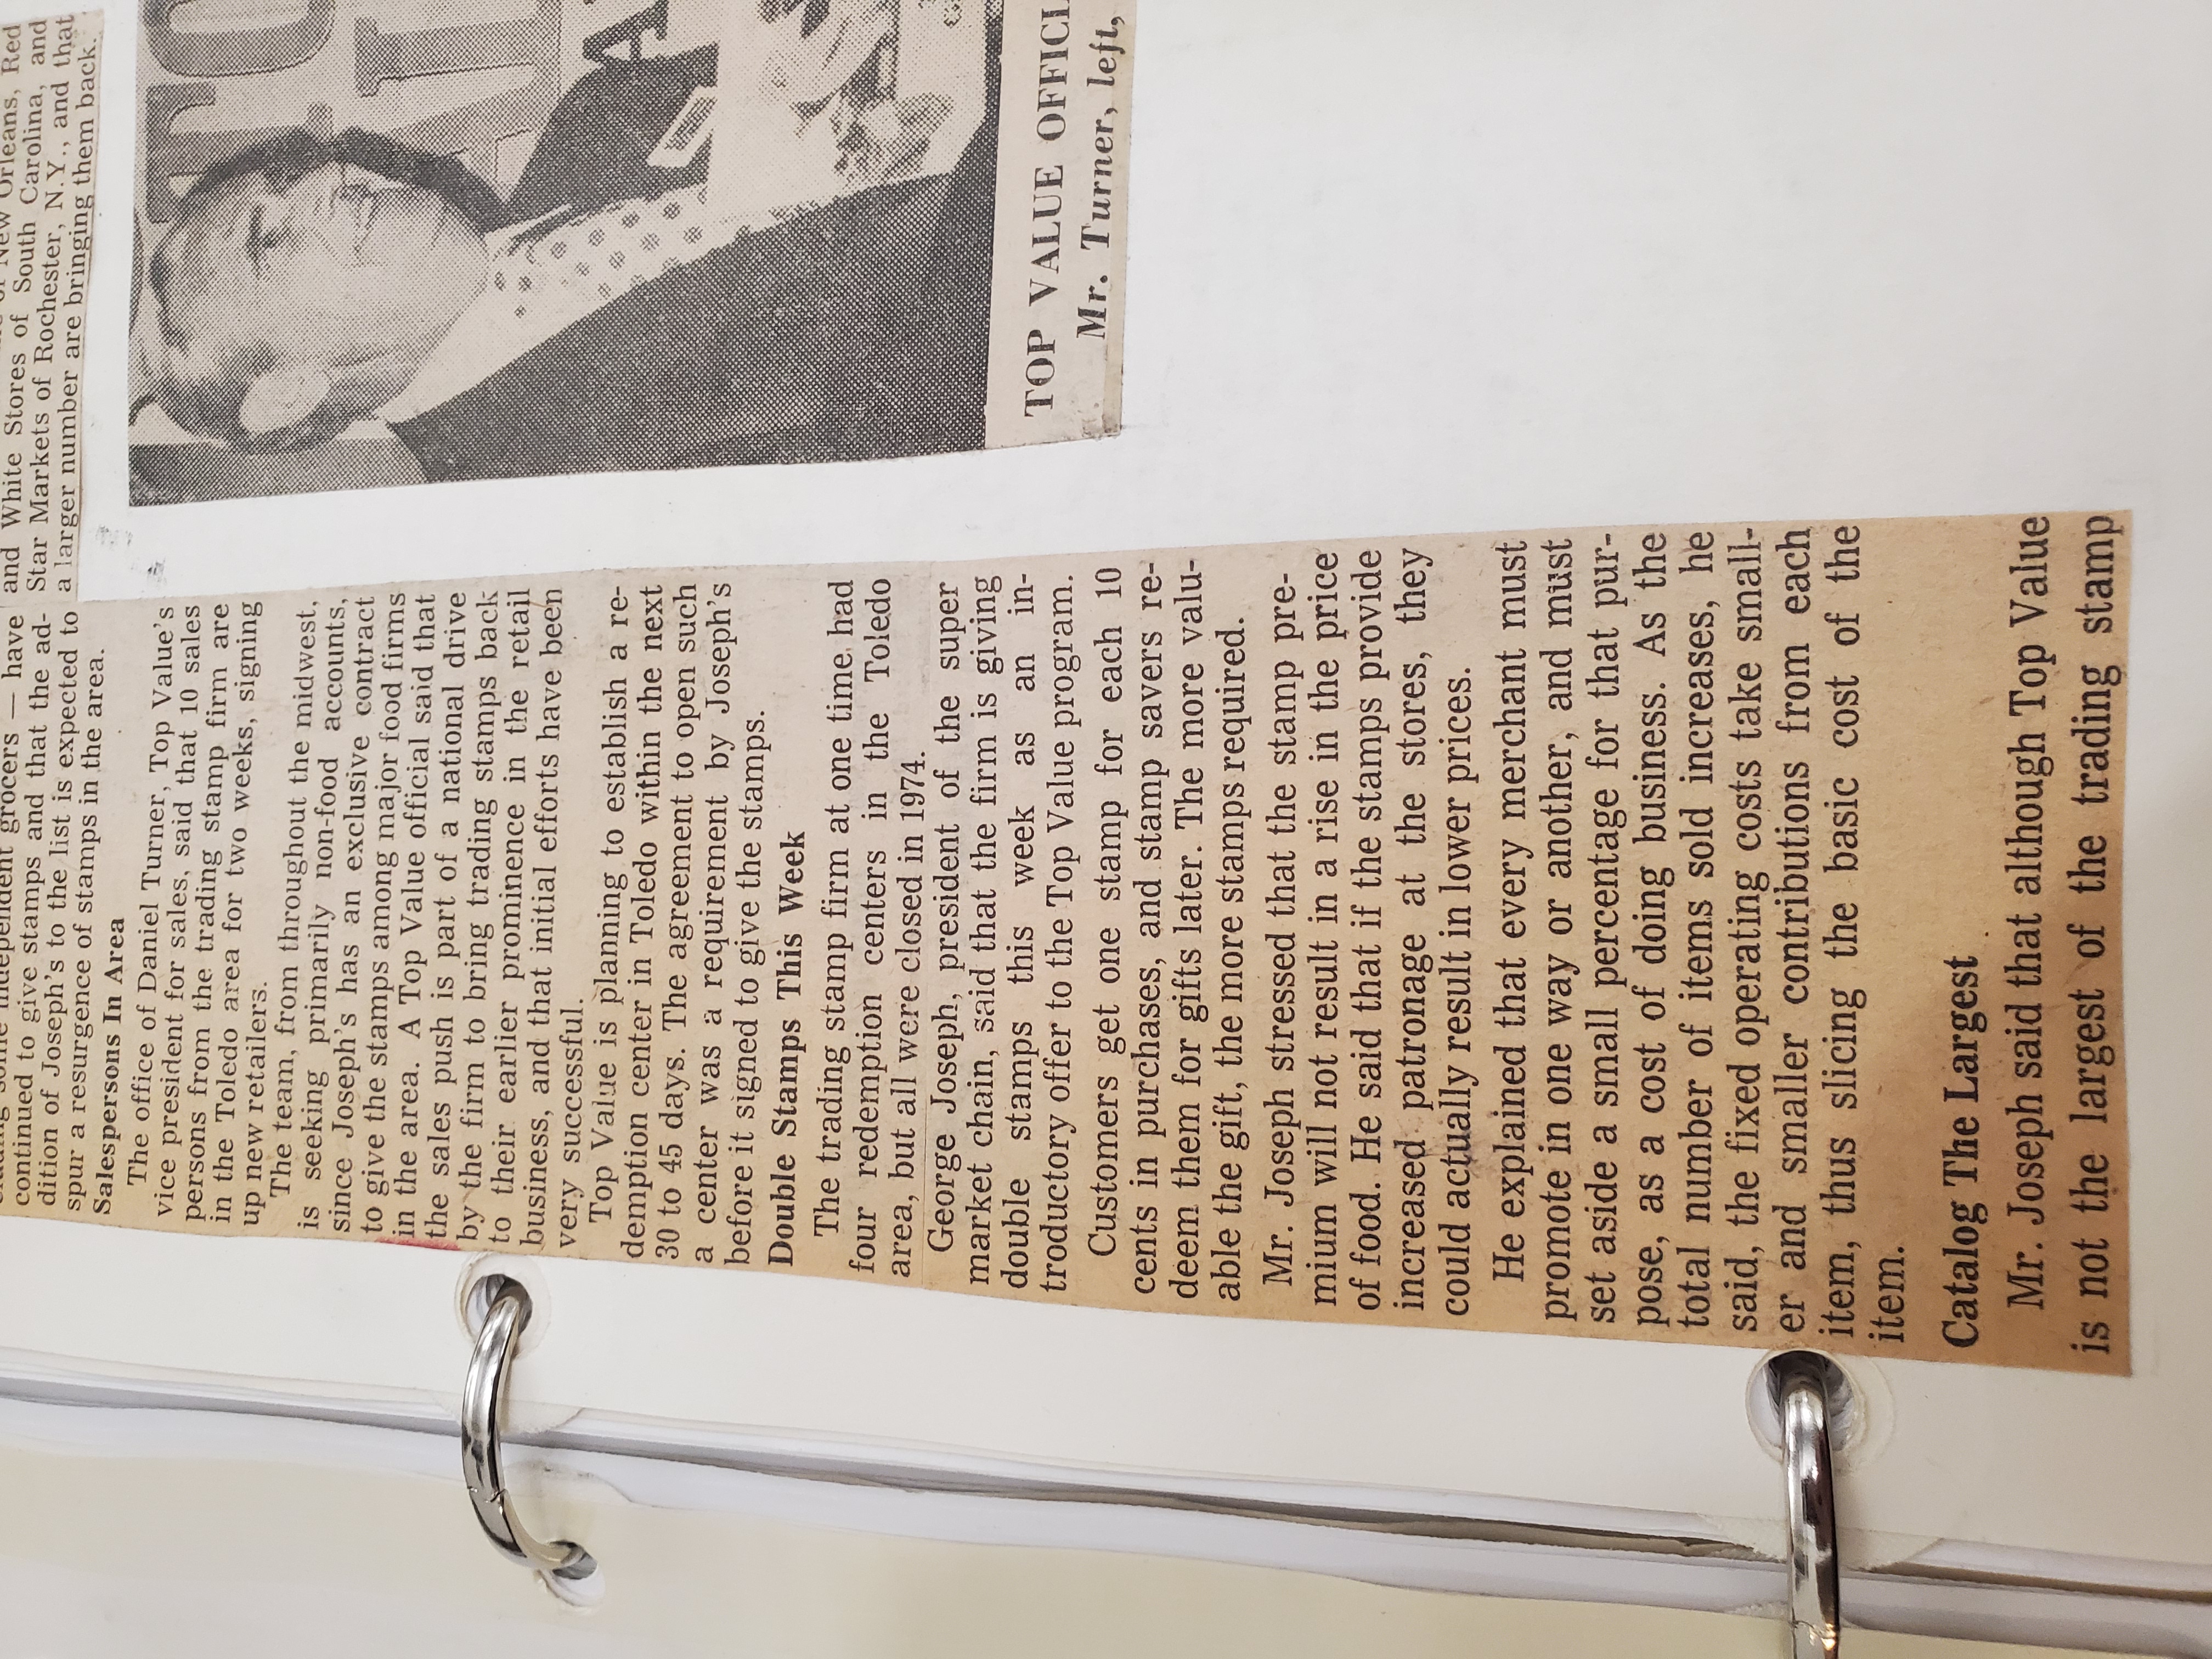 continued to give stamps and that the ad-
dition of Joseph's to the list is expected to
spur a resurgence of stamps in the area.
Salespersons In Area
The office of Daniel Turner, Top Value's
vice president for sales, said that 10 sales
persons from the trading stamp firm are
in the Toledo area for two weeks, signing
up new retailers.
The team, from throughout the midwest,
is seeking primarily non-food accounts,
since Joseph's has an exclusive contract
to give the stamps among major food firms
in the area. A Top Value official said that
the sales push is part of a national drive
by the firm to bring trading stamps back
to their earlier prominence in the retail
business, and that initial efforts have been
very successful.
Top Value is planning to establish a re-
demption center in Toledo within the next
30 to 45 days. The agreement to open such
a center was a requirement by Joseph's
before it signed to give the stamps.
Double Stamps This Week
The trading stamp firm at one time had
four redemption centers in the Toledo
area, but all were closed in 1974.
George Joseph, president of the super
market chain, said that the firm is giving
double stamps this week as an in-
troductory offer to the Top Value program.
Customers get one stamp for each 10
cents in purchases, and stamp savers re-
deem them for gifts later. The more valu-
able the gift, the more stamps required.
Mr. Joseph stressed that the stamp pre-
mium will not result in a rise in the price
of food. He said that if the stamps provide
increased patronage at the stores, they
could actually result in lower prices.
He explained that every merchant must
promote in one way or another, and must
set aside a small percentage for that pur-
pose, as a cost of doing business. As the
total number of items sold increases, he
said, the fixed operating costs take small-
er and smaller contributions from each
item, thus slicing the basic cost of the
item.
Catalog The Largest
Mr. Joseph said that although Top Value
is not the largest of the trading stamp
New Orleans, Red
and White Stores of South Carolina, and
Star Markets of Rochester, N.Y., and that
a larger number are bringing them back.
TOP VALUE OFFICI
Mr. Turner, left,